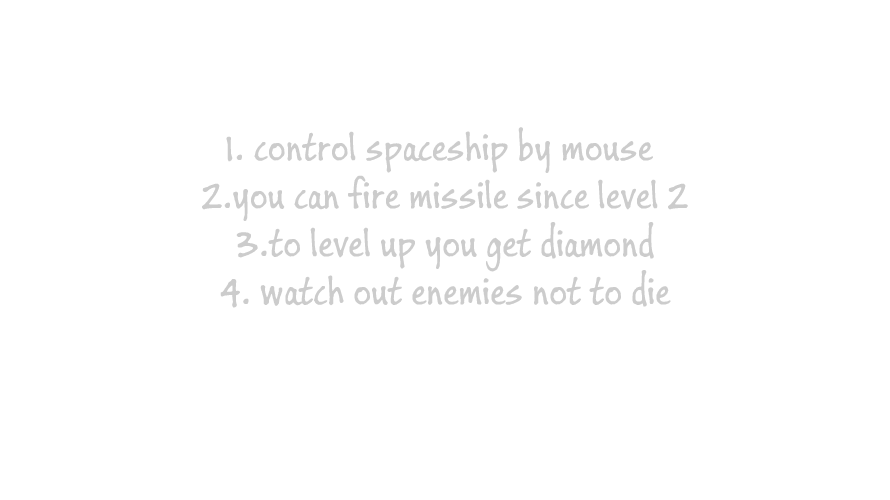 1. control spaceship by mouse
2.you can fire missile since level 2
3.to level up you get diamond
4. watch out enemies not to die